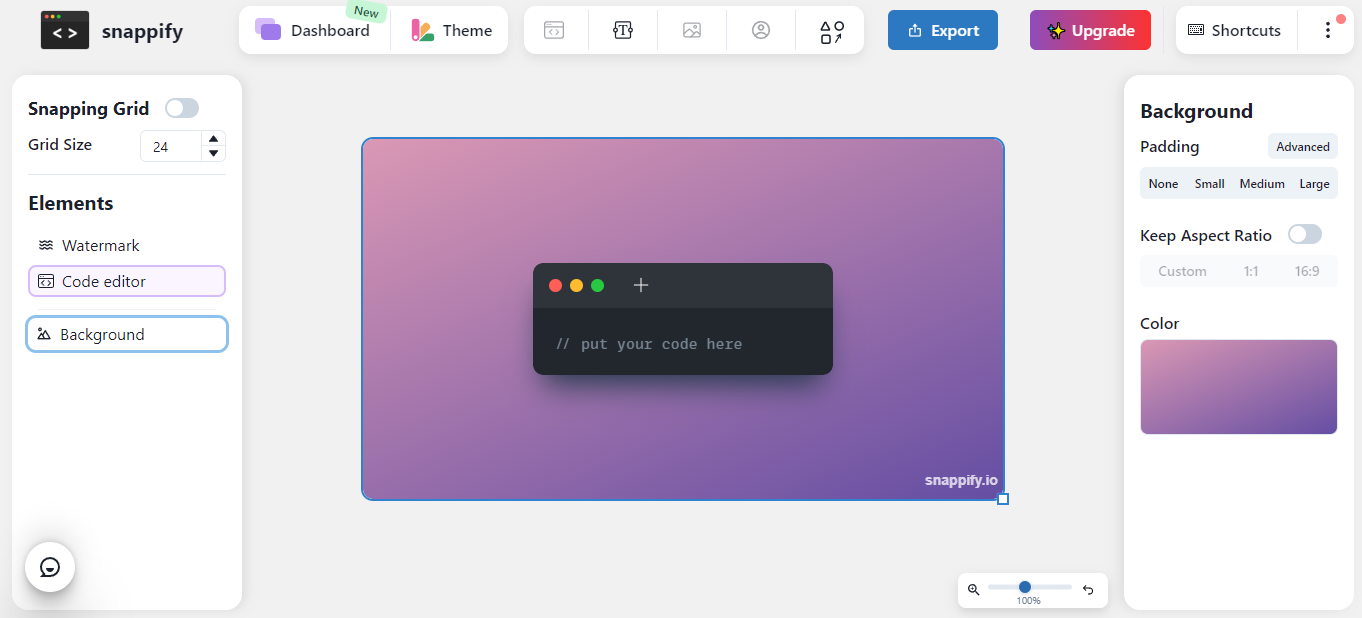 snappify
Dashboard
New
Theme
Export
Upgrade
Shortcuts
Snapping Grid
Grid Size
24
Elements
Watermark
Code editor
Background
// put your code here
snappify.io
100%
Background
Padding
Advanced
None Small Medium Large
Keep Aspect Ratio
Custom 1:1 16:9
Color